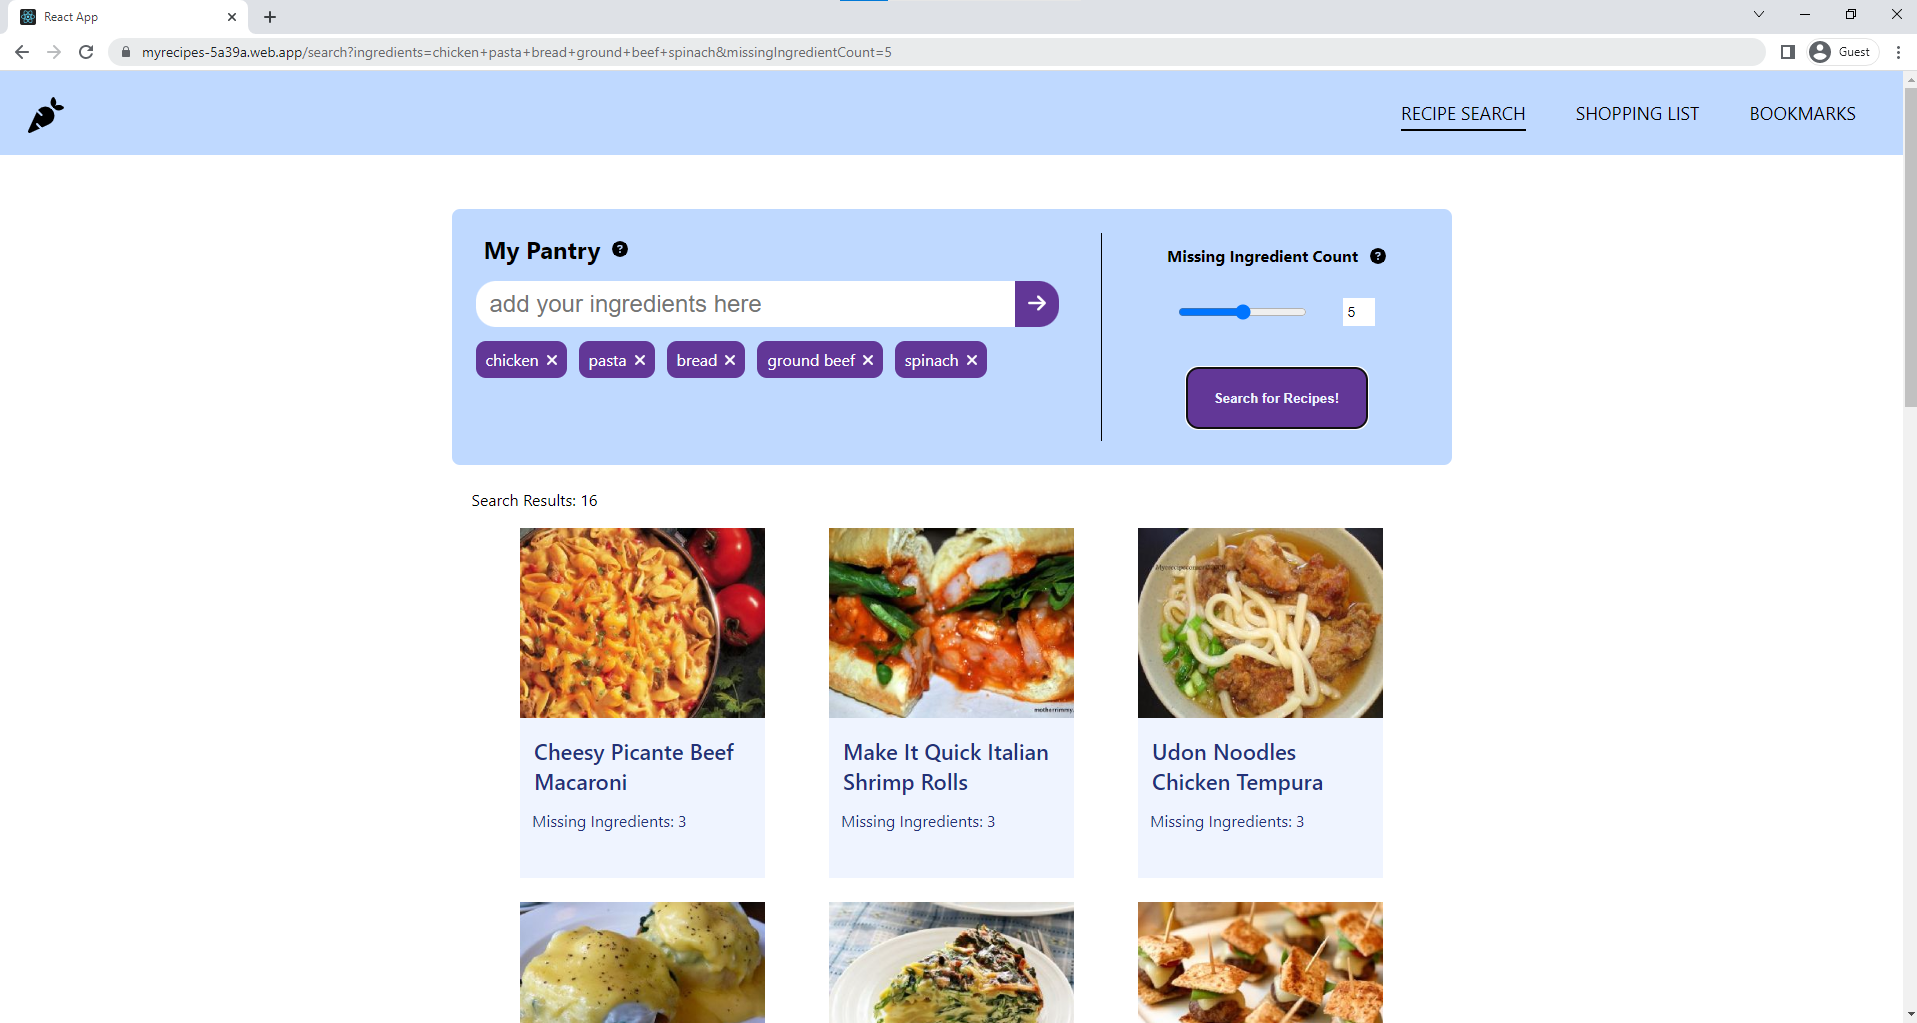 React App
myrecipes-5a39a.web.app/search?ingredients=chicken+pasta+bread+ground+beef+spinach&missingIngredientCount=5
Guest
RECIPE SEARCH
SHOPPING LIST
BOOKMARKS
My Pantry ?
Missing Ingredient Count ?
add your ingredients here
5
chicken
pasta
bread
ground beef
spinach
Search for Recipes!
Search Results: 16
Cheesy Picante Beef
Macaroni
Missing Ingredients: 3
Make It Quick Italian
Shrimp Rolls
Missing Ingredients: 3
Udon Noodles
Chicken Tempura
Missing Ingredients: 3